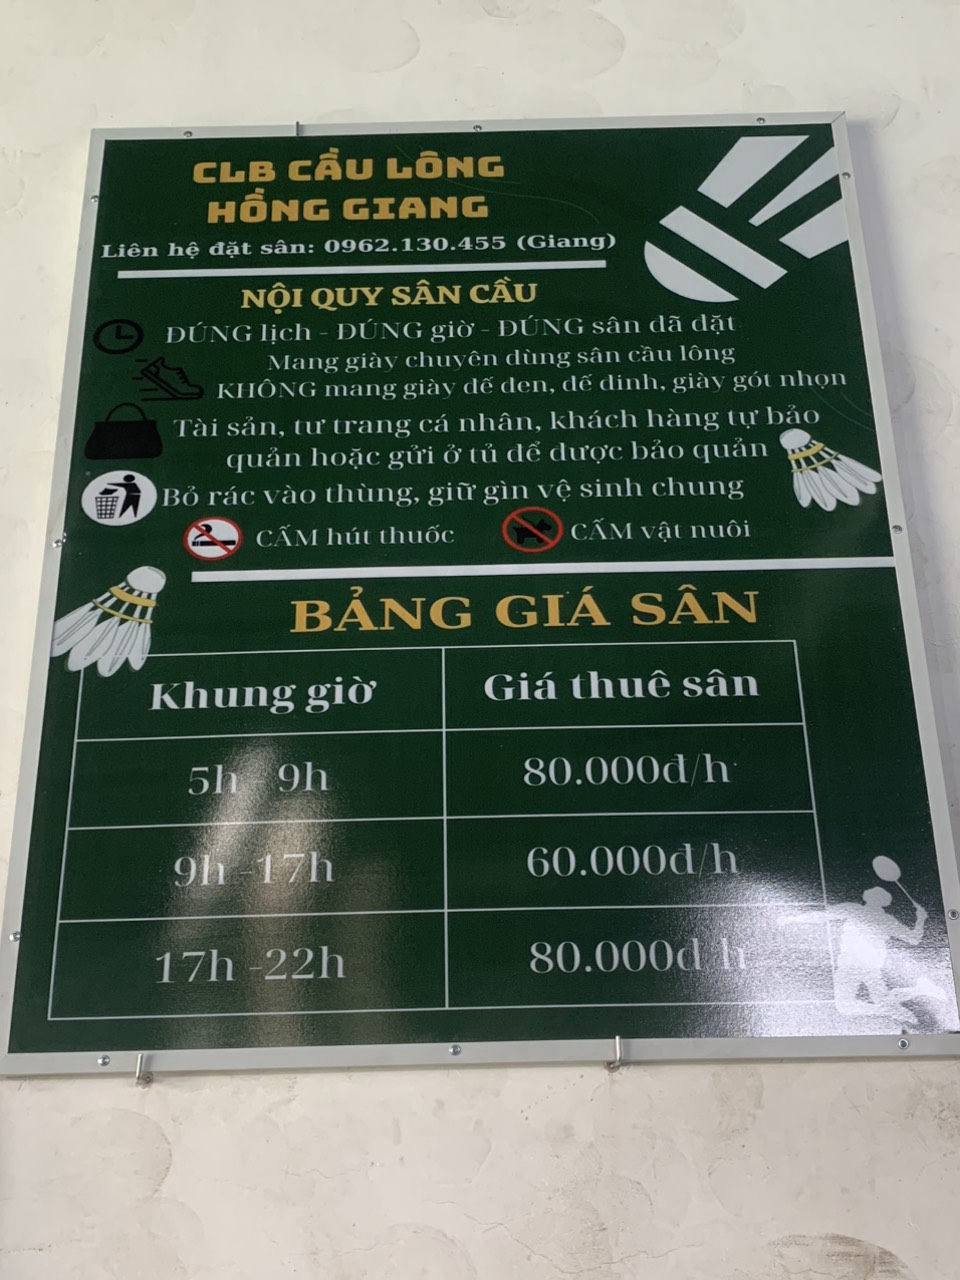 CLB CẦU LÔNG
HỒNG GIANG
Liên hệ đặt sân: 0962.130.455 (Giang)
NỘI QUY SÂN CẦU
ĐÚNG lịch - ĐÚNG giờ - ĐÚNG sân đã đặt
Mang giày chuyên dùng sân cầu lông
KHÔNG mang giày đế đen, đế đinh, giày gót nhọn
Tài sản, tư trang cá nhân, khách hàng tự bảo
quản hoặc gửi ở tủ để được bảo quản
Bỏ rác vào thùng, giữ gìn vệ sinh chung
CẤM hút thuốc CẤM vật nuôi
BẢNG GIÁ SÂN
Khung giờ Giá thuê sân
5h - 9h 80.000đ/h
9h -17h 60.000đ/h
17h -22h 80.000đ/h